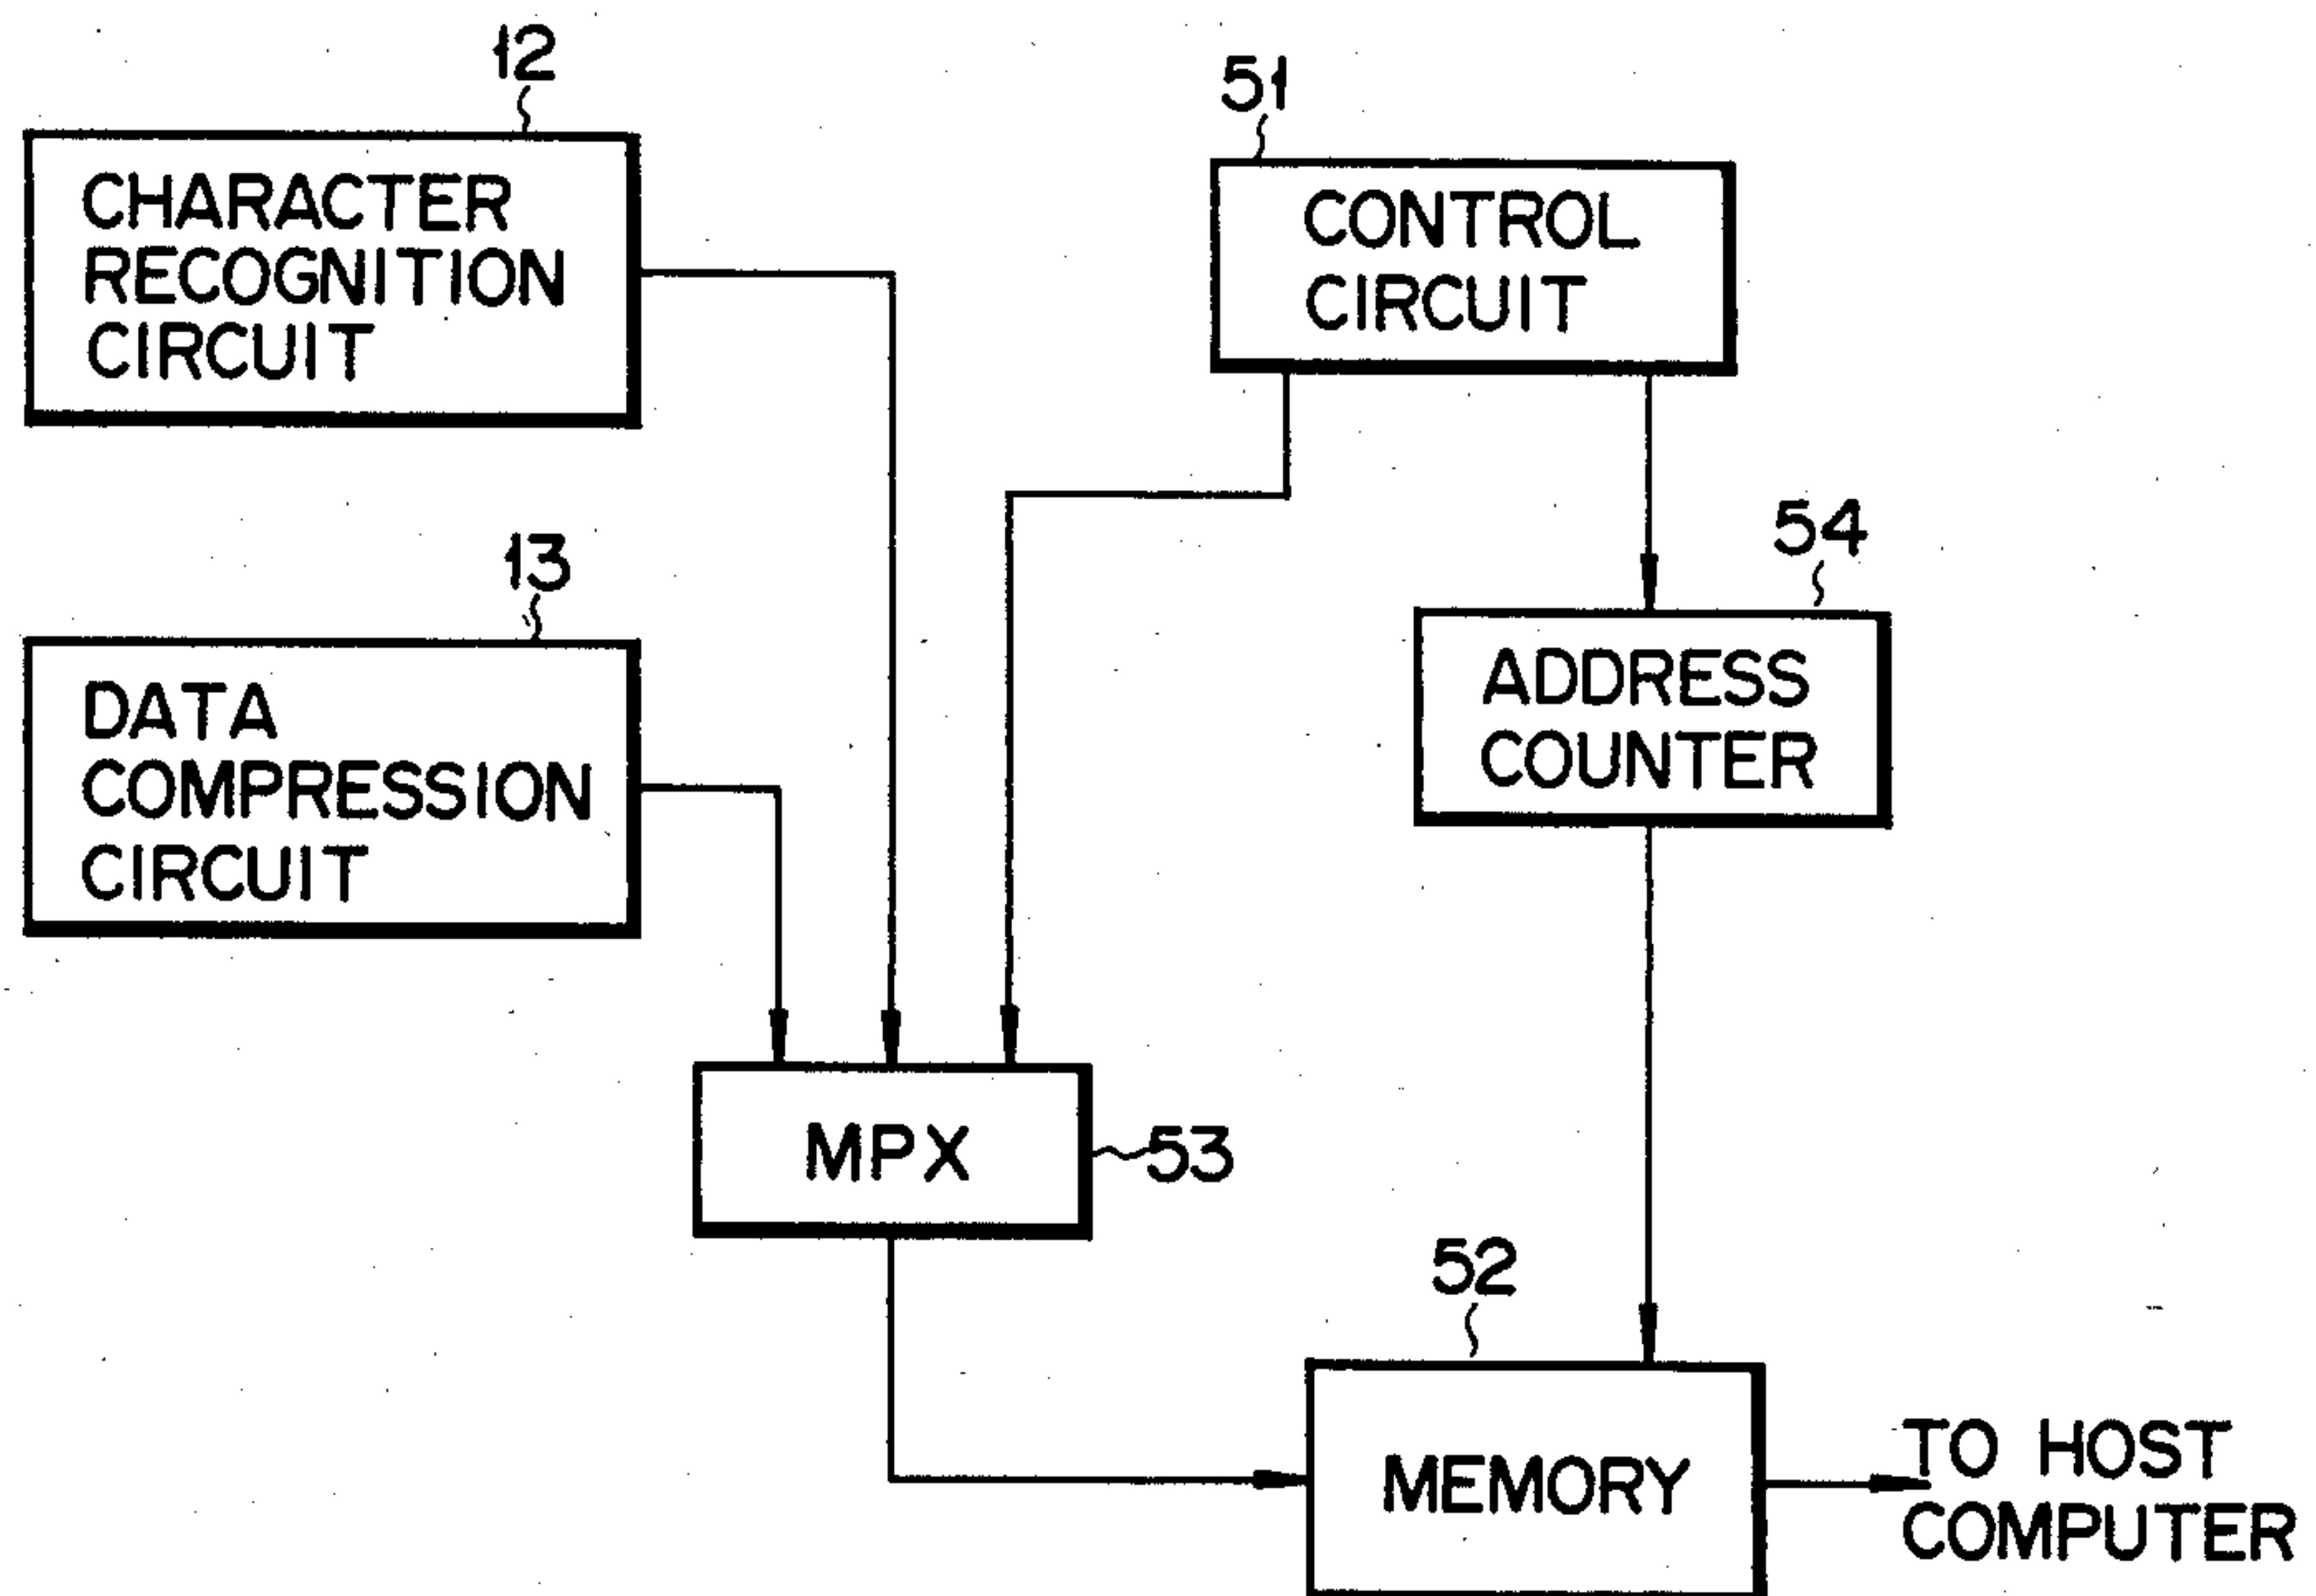 12
CHARACTER
RECOGNITION
CIRCUIT
51
CONTROL
CIRCUIT
13
DATA
COMPRESSION
CIRCUIT
54
ADDRESS
COUNTER
MPX
53
52
MEMORY
TO HOST
COMPUTER